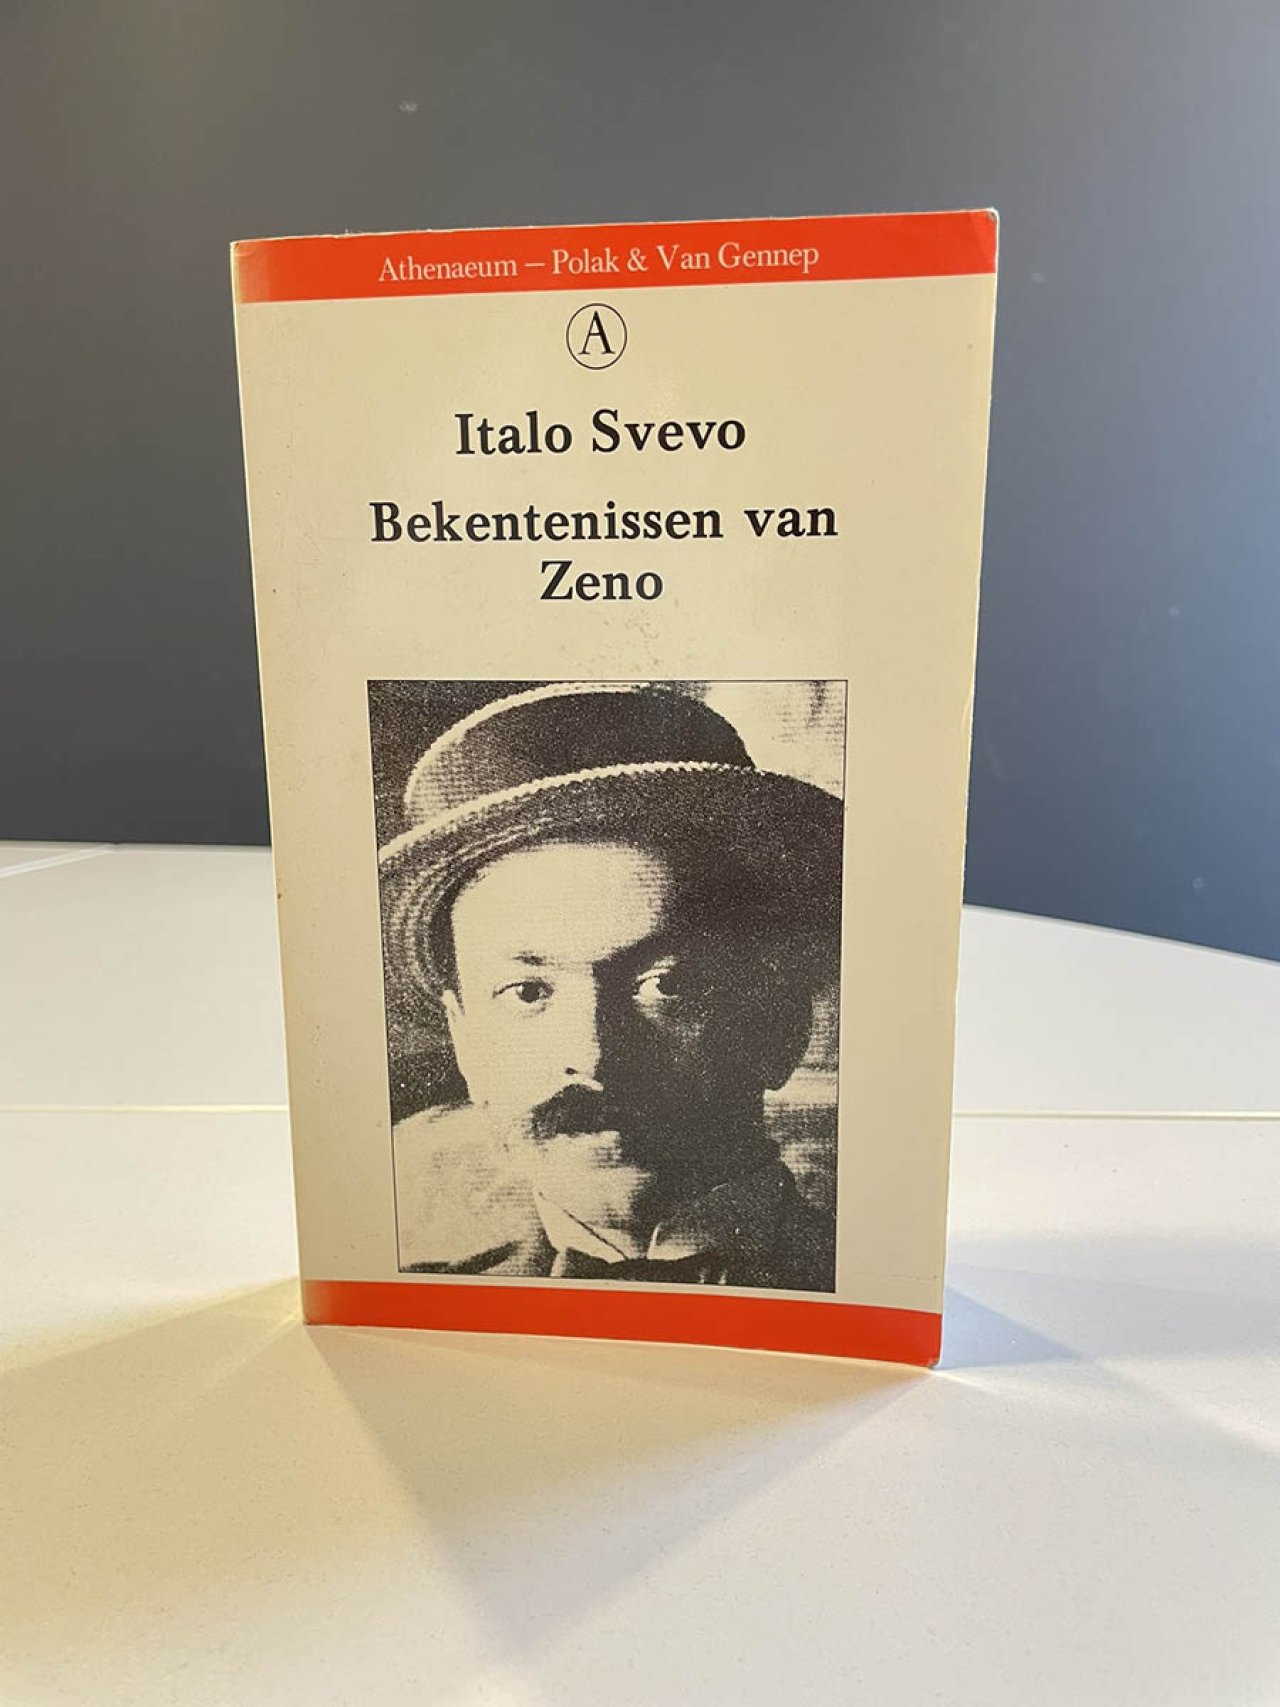 Athenaeum – Polak & Van Gennep
A
Italo Svevo
Bekentenissen van
Zeno